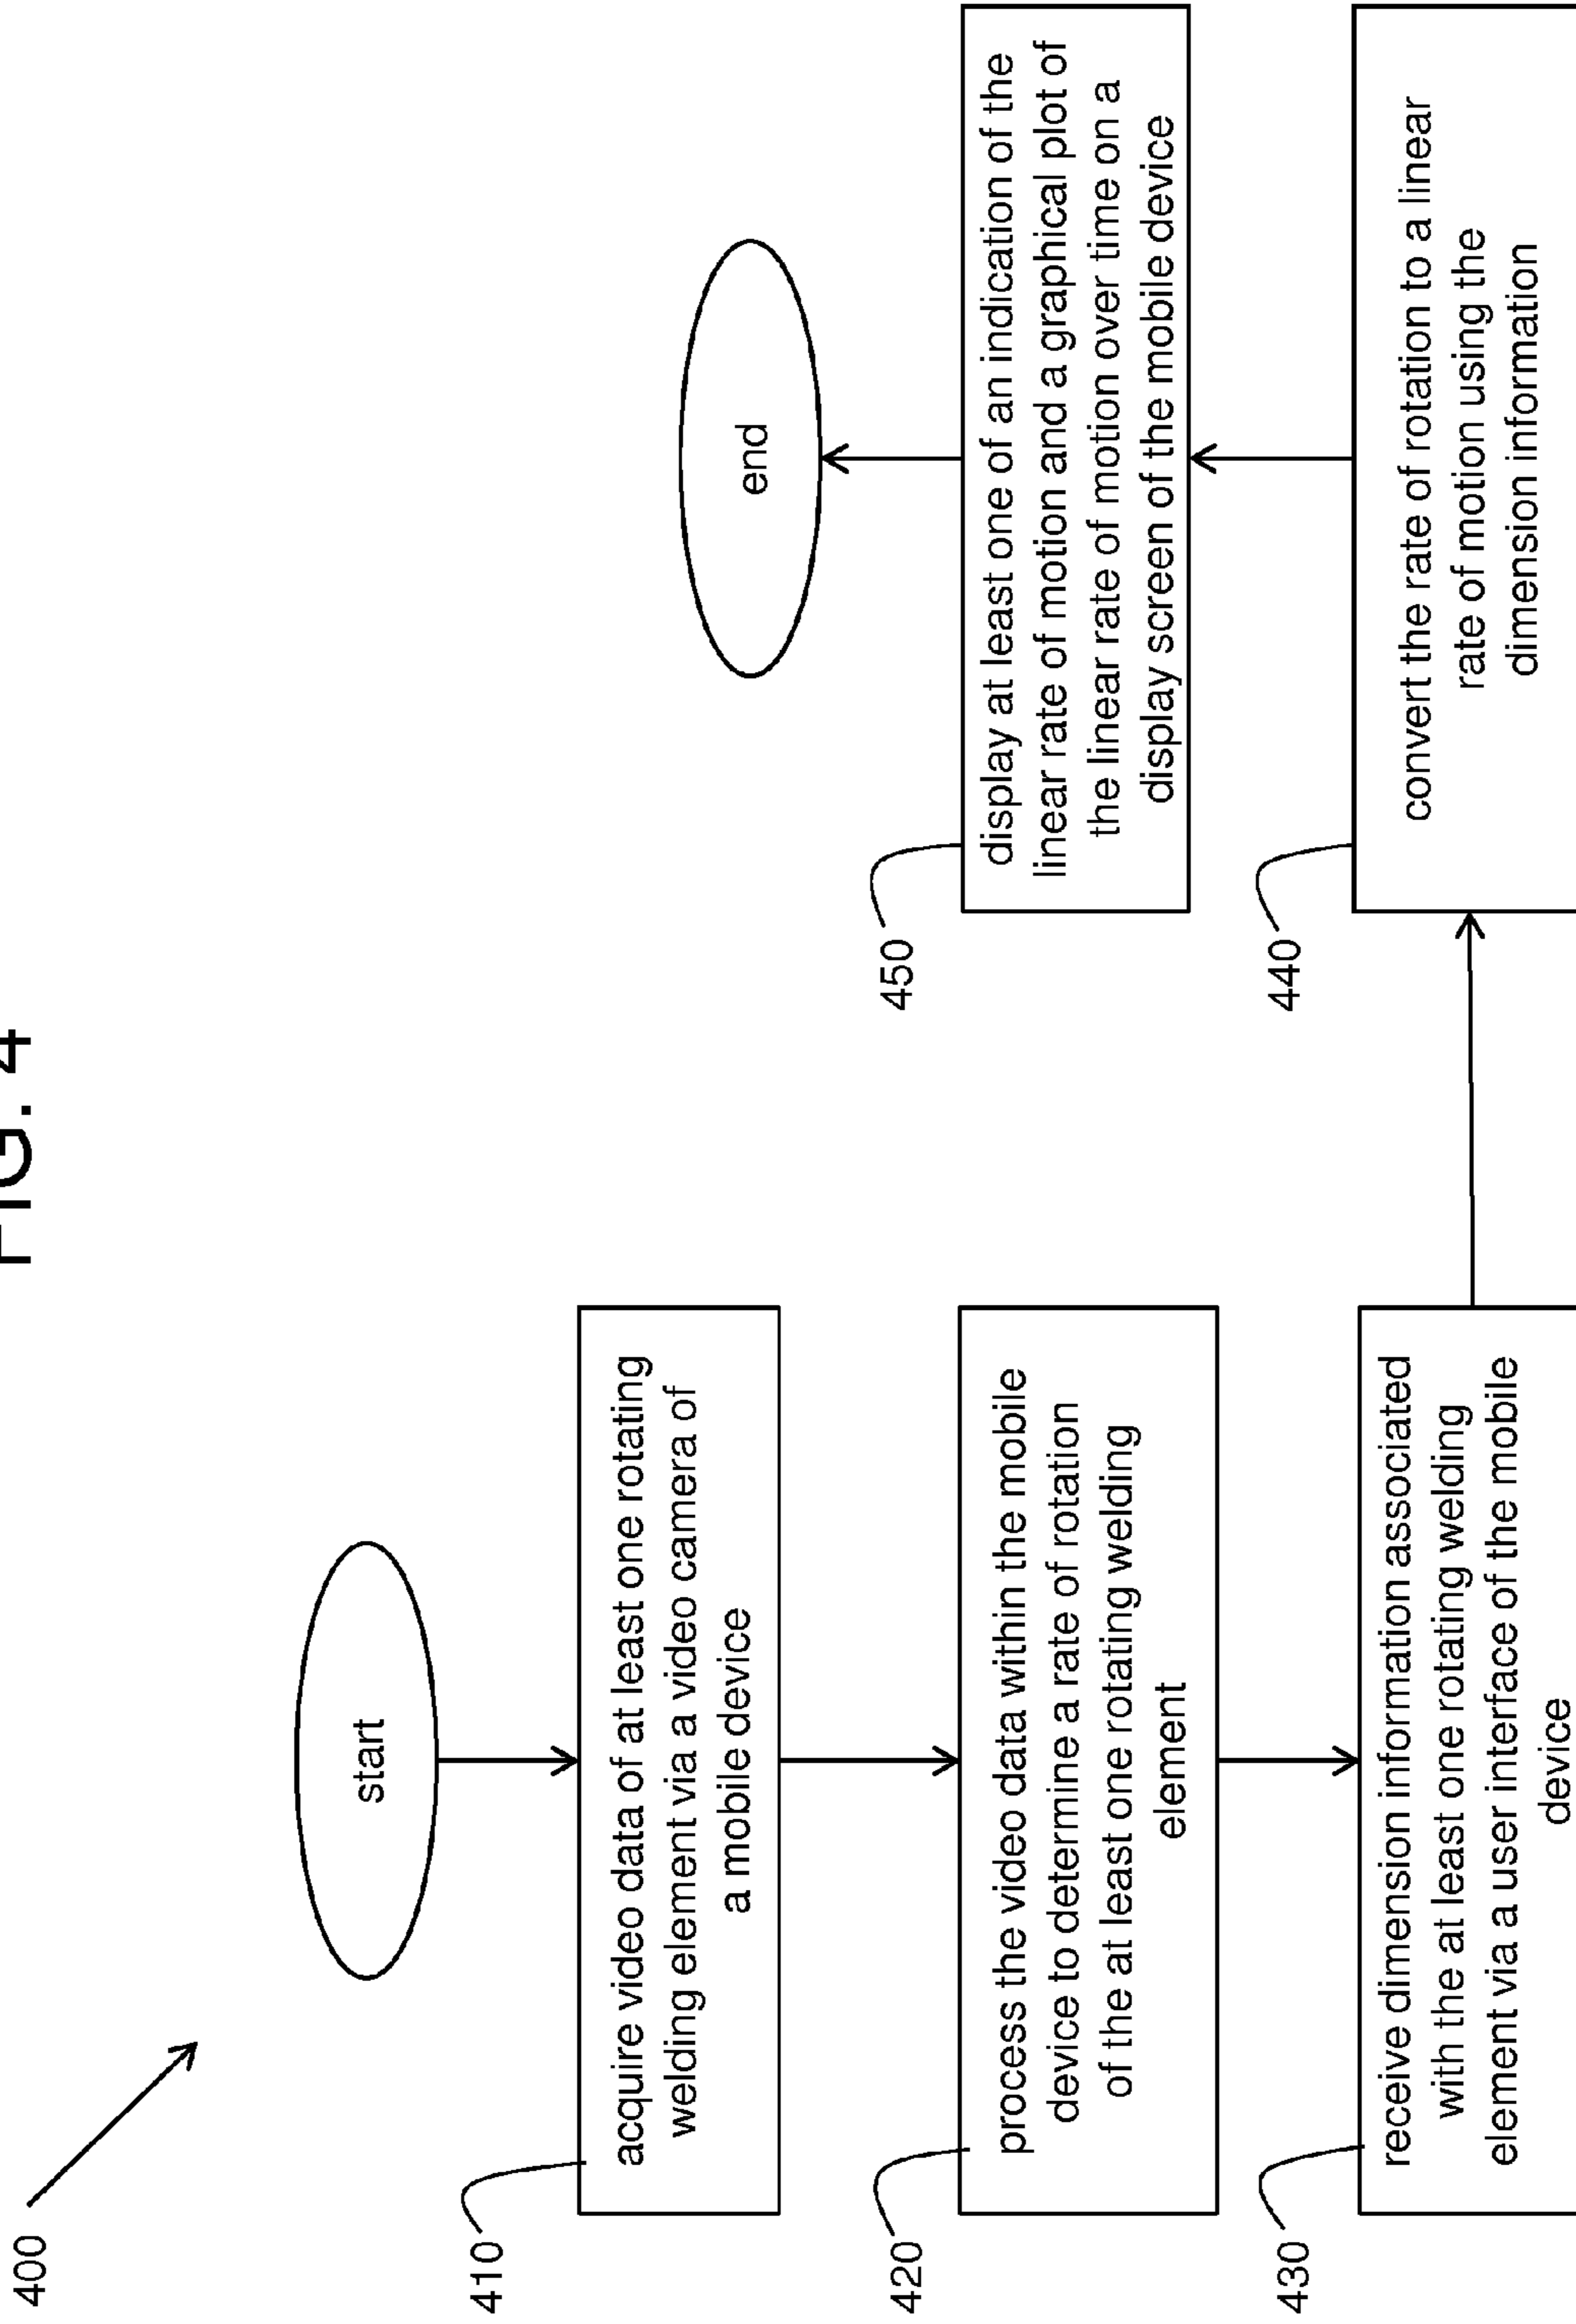 FIG. 4
400
start
410
acquire video data of at least one rotating
welding element via a video camera of
a mobile device
420
process the video data within the mobile
device to determine a rate of rotation
of the at least one rotating welding
element
430
receive dimension information associated
with the at least one rotating welding
element via a user interface of the mobile
device
440
convert the rate of rotation to a linear
rate of motion using the
dimension information
450
display at least one of an indication of the
linear rate of motion and a graphical plot of
the linear rate of motion over time on a
display screen of the mobile device
end